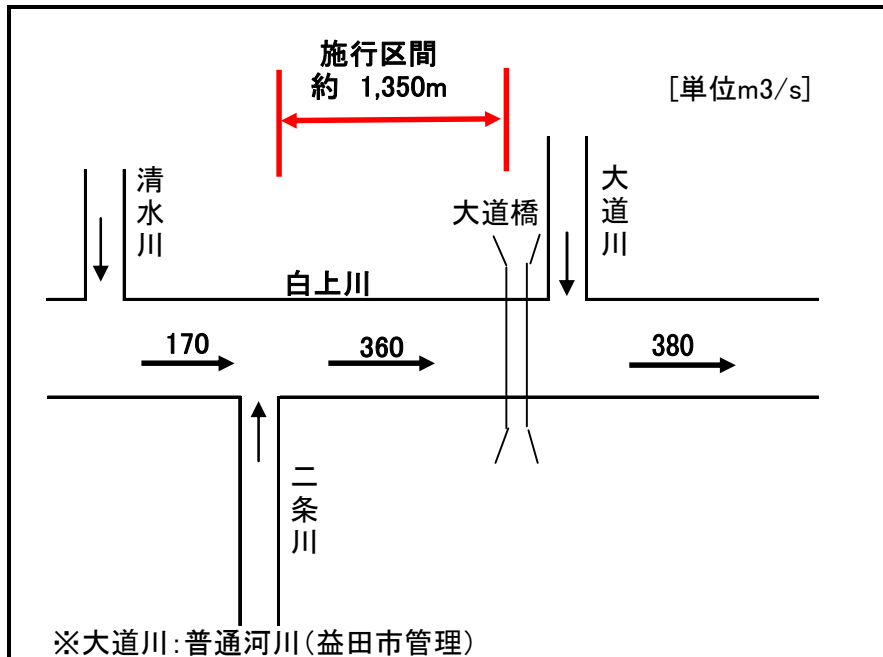 施行区間
約 1,350m
[単位m3/s]
清水川
大道橋
大道川
白上川
170
360
380
二条川
※大道川:普通河川(益田市管理)